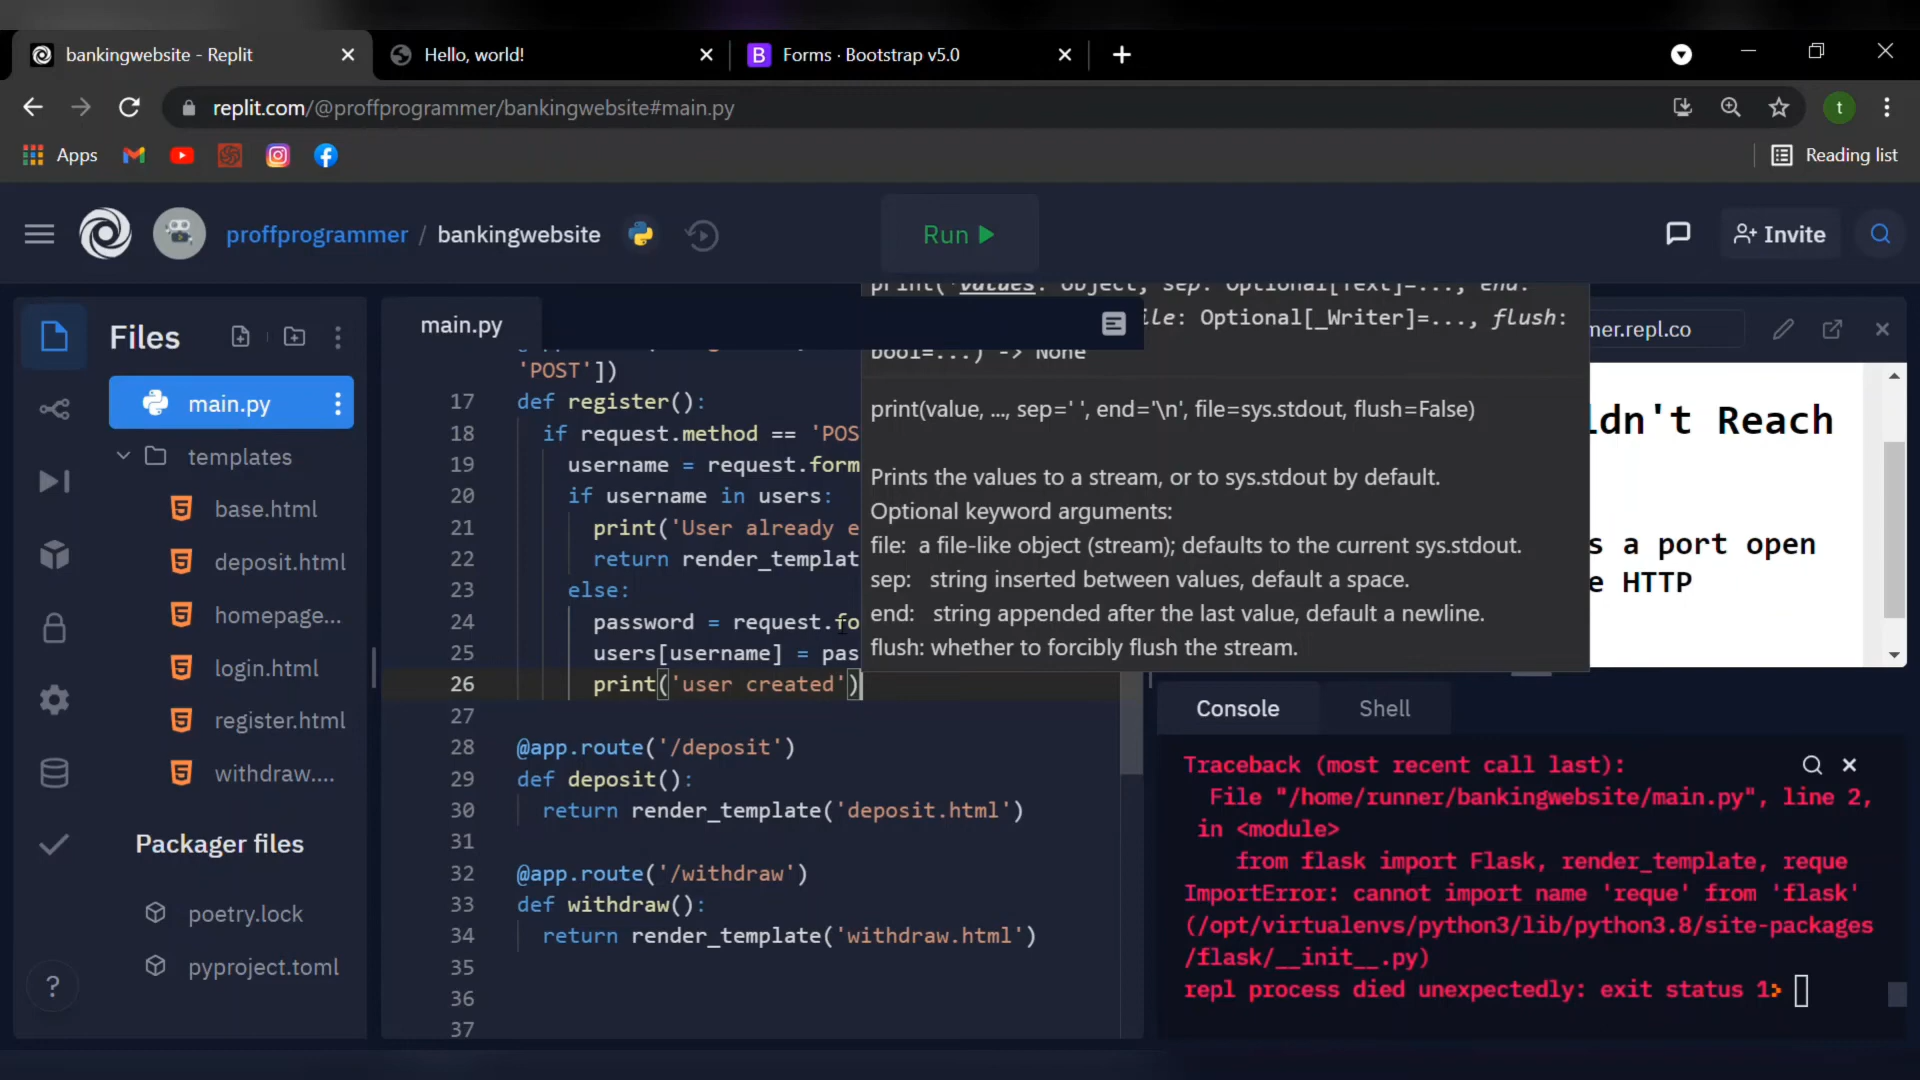 bankingwebsite - Replit
Hello, world!
B Forms · Bootstrap v5.0
replit.com/@proffprogrammer/bankingwebsite#main.py
t
Apps
Reading list
proffprogrammer / bankingwebsite
Run
Invite
print(*values: object, sep: Optional[Text]=..., end:
ile: Optional[_Writer]=..., flush:
bool=...) -> None
print(value, ..., sep=' ', end='\n', file=sys.stdout, flush=False)
Prints the values to a stream, or to sys.stdout by default.
Optional keyword arguments:
file: a file-like object (stream); defaults to the current sys.stdout.
sep: string inserted between values, default a space.
end: string appended after the last value, default a newline.
flush: whether to forcibly flush the stream.
Files
main.py
templates
base.html
deposit.html
homepage...
login.html
register.html
withdraw....
Packager files
poetry.lock
pyproject.toml
?
main.py
'POST'])
17 def register():
18 if request.method == 'POS
19 username = request.form
20 if username in users:
21 print('User already e
22 return render_templat
23 else:
24 password = request.fo
25 users[username] = pas
26 print('user created')
27
28 @app.route('/deposit')
29 def deposit():
30 return render_template('deposit.html')
31
32 @app.route('/withdraw')
33 def withdraw():
34 return render_template('withdraw.html')
35
36
37
mer.repl.co
ldn't Reach
s a port open
e HTTP
Console
Shell
Traceback (most recent call last):
File "/home/runner/bankingwebsite/main.py", line 2,
in <module>
from flask import Flask, render_template, reque
ImportError: cannot import name 'reque' from 'flask'
(/opt/virtualenvs/python3/lib/python3.8/site-packages
/flask/__init__.py)
repl process died unexpectedly: exit status 1>